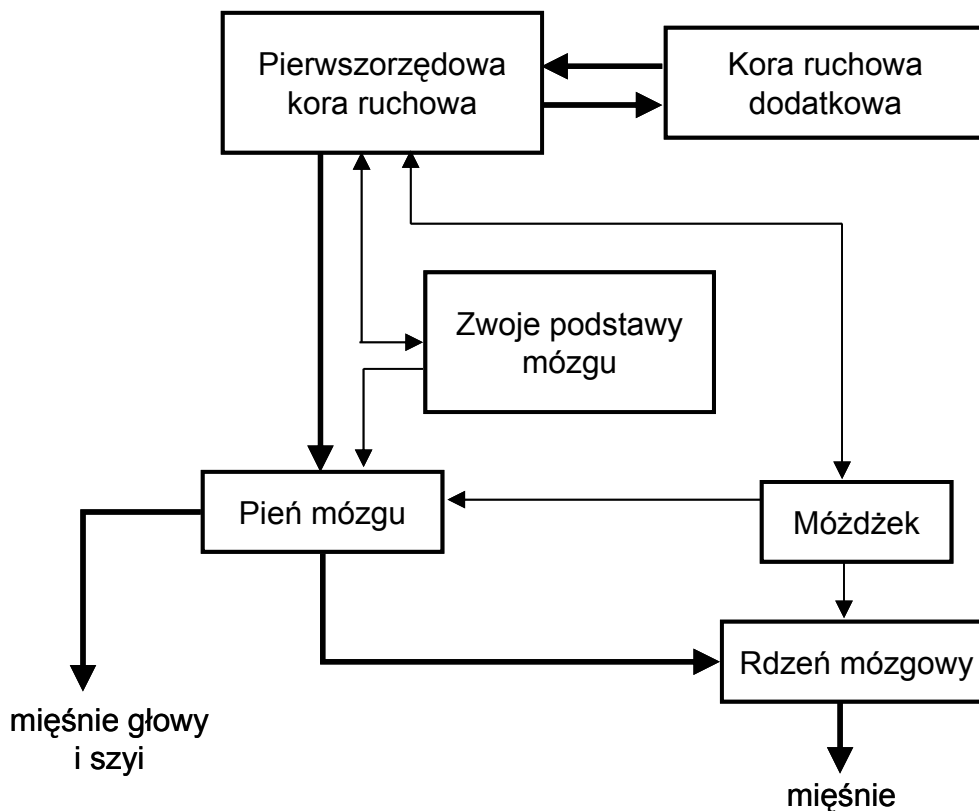 Pierwszorzędowa
kora ruchowa
Kora ruchowa
dodatkowa
Zwoje podstawy
mózgu
Pień mózgu
Móżdżek
Rdzeń mózgowy
mięśnie głowy
i szyi
mięśnie